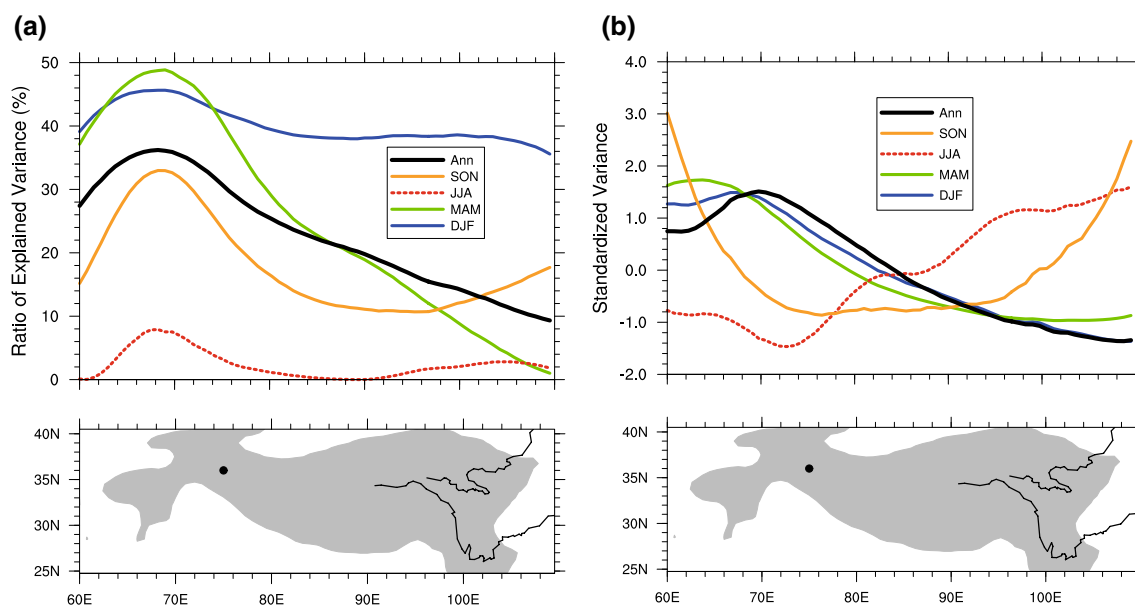 (a)
(b)
Ratio of Explained Variance (%)
50
40
30
20
10
0
Ann
SON
JJA
MAM
DJF
Standardized Variance
4.0
3.0
2.0
1.0
0.0
-1.0
-2.0
Ann
SON
JJA
MAM
DJF
40N
35N
30N
25N
60E 70E 80E 90E 100E
40N
35N
30N
25N
60E 70E 80E 90E 100E